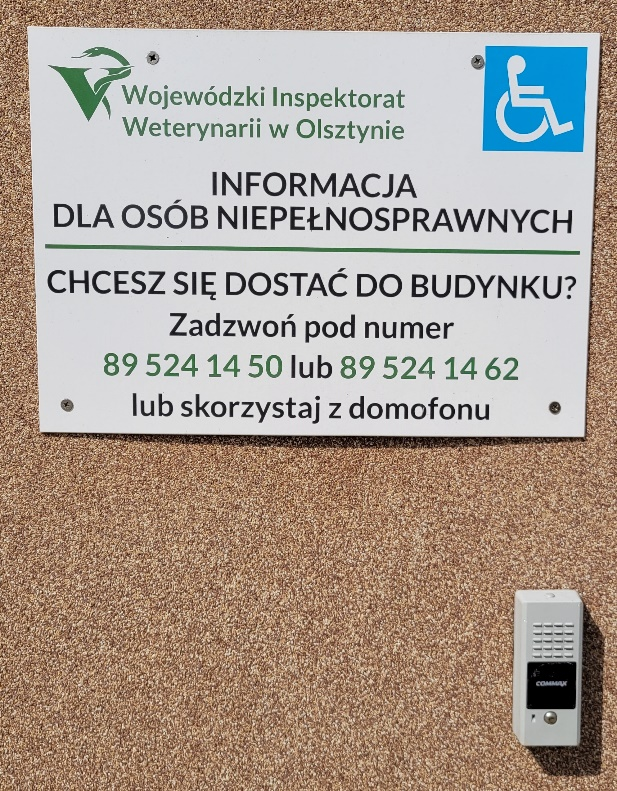 Wojewódzki Inspektorat
Weterynarii w Olsztynie
INFORMACJA
DLA OSÓB NIEPEŁNOSPRAWNYCH
CHCESZ SIĘ DOSTAĆ DO BUDYNKU?
Zadzwoń pod numer
89 524 14 50 lub 89 524 14 62
lub skorzystaj z domofonu
COMMAX